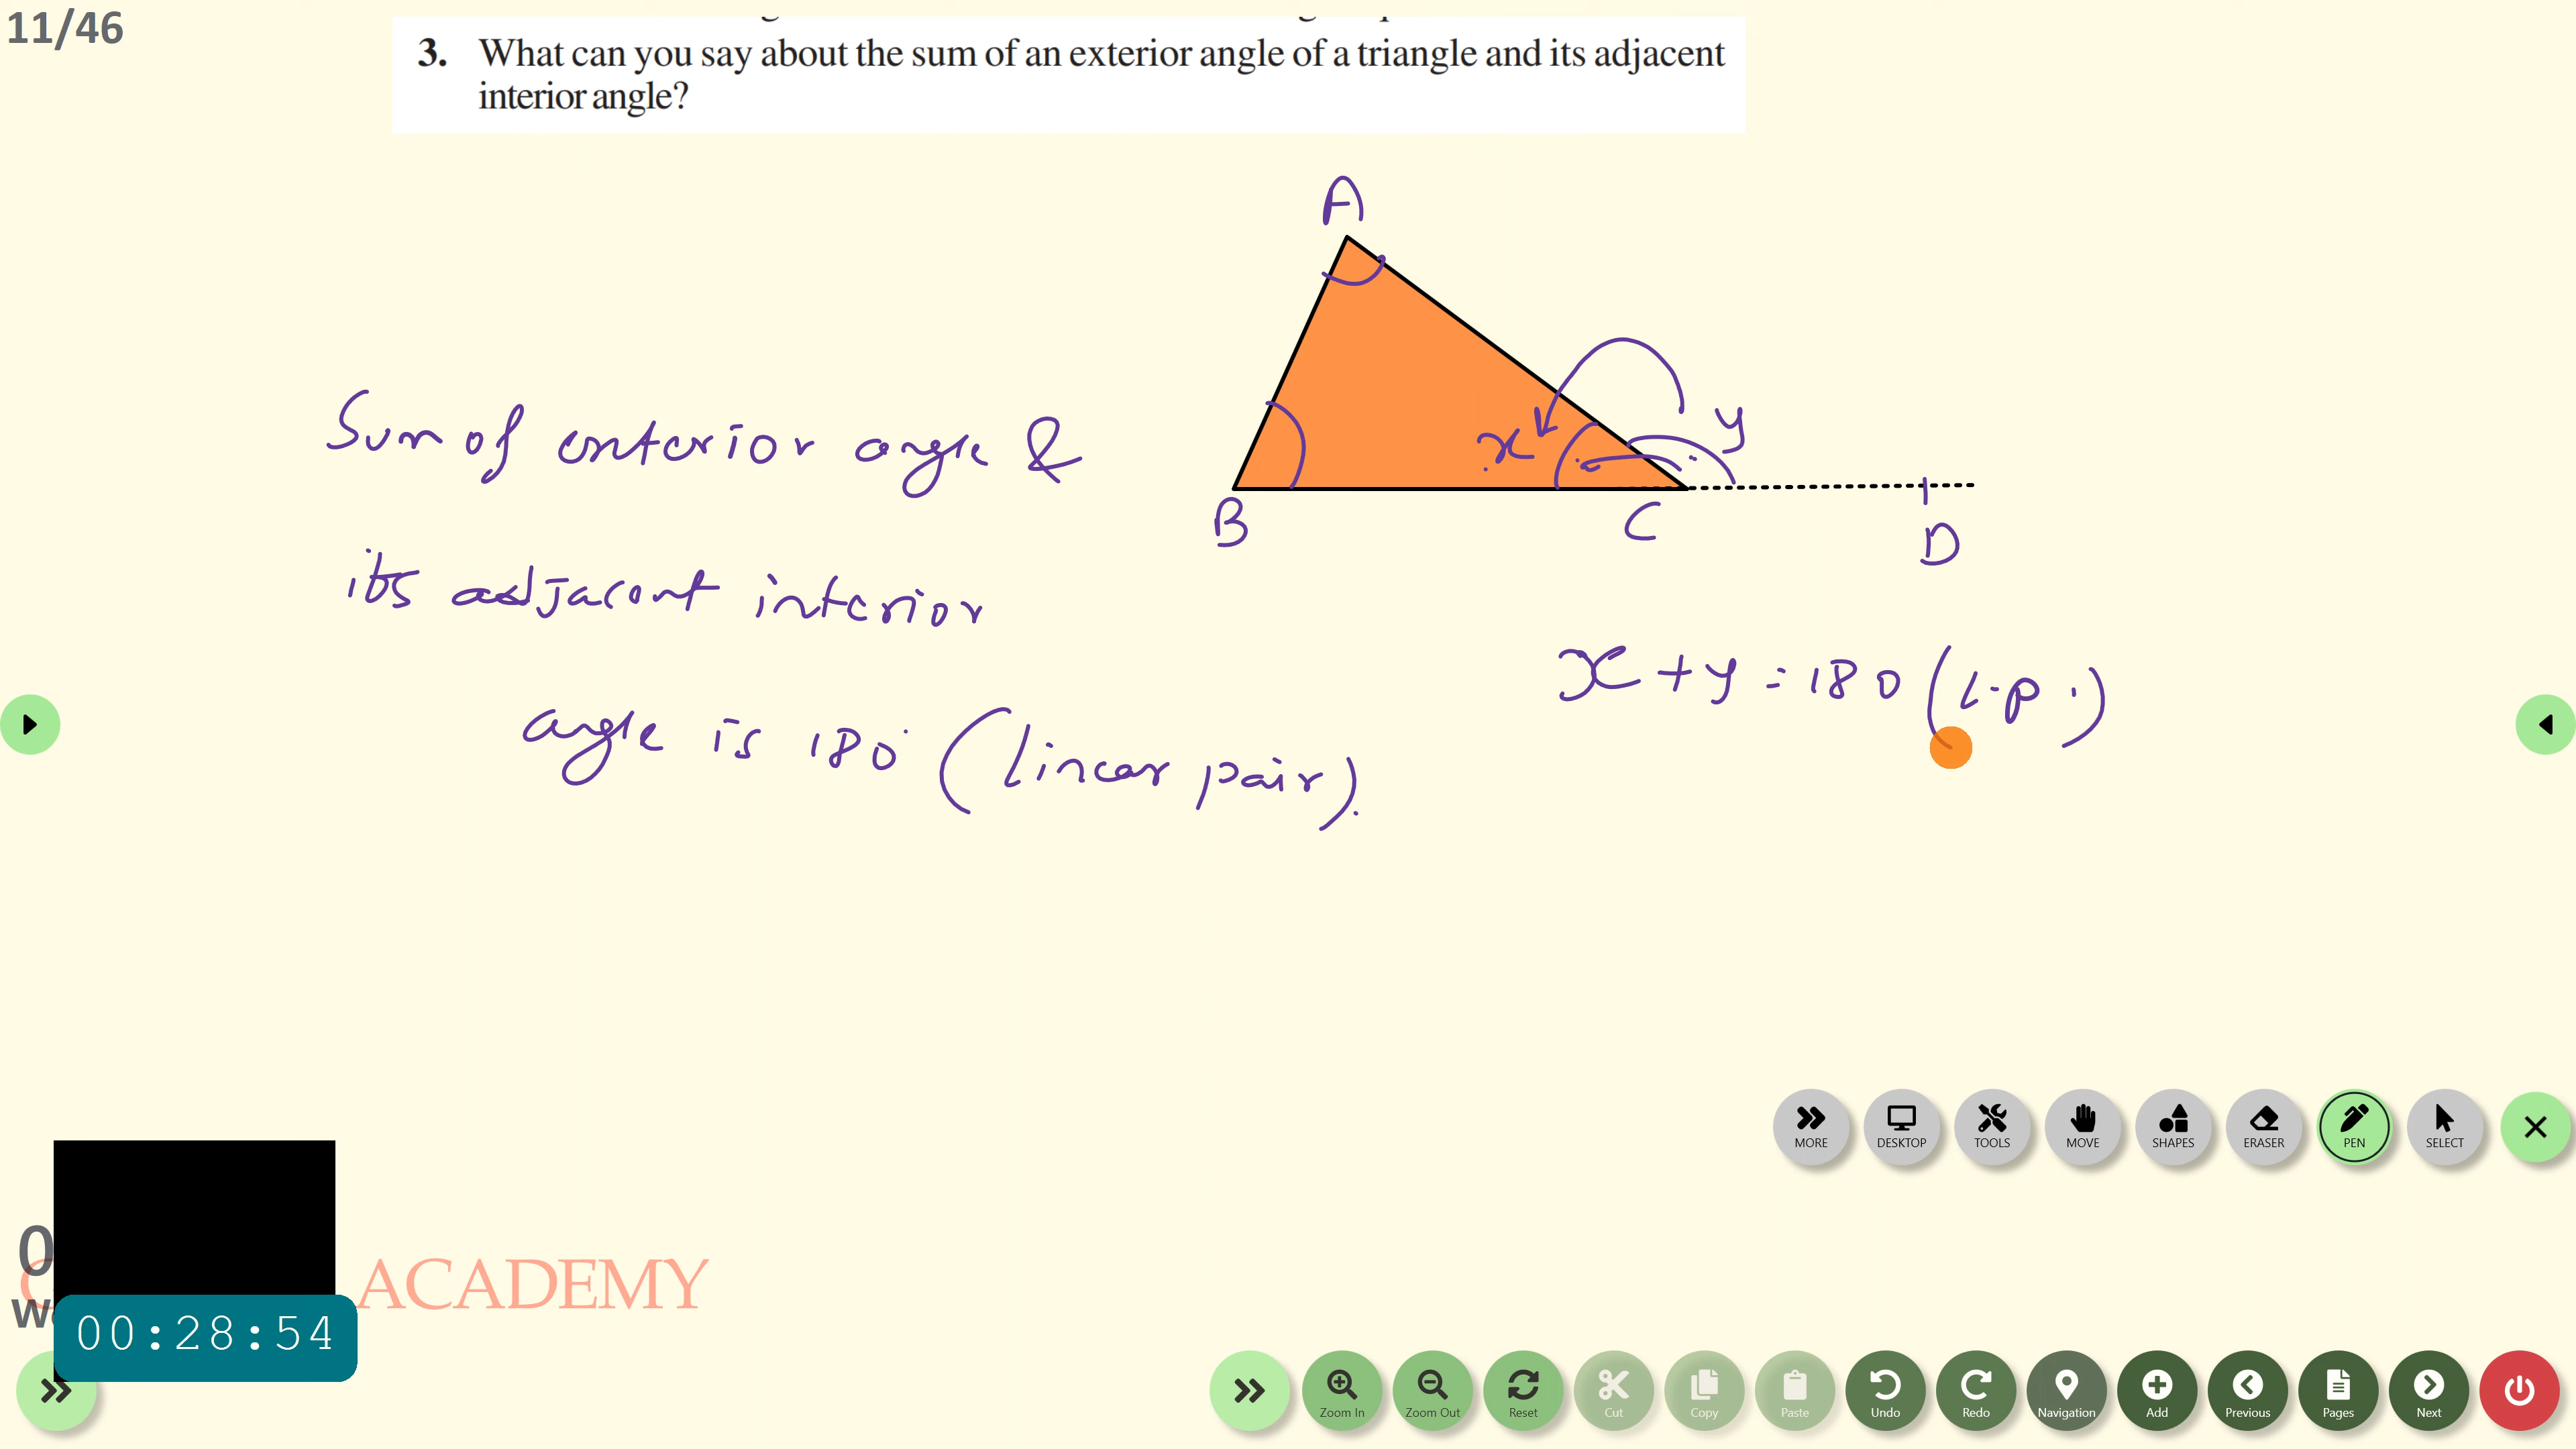 11/46
3. What can you say about the sum of an exterior angle of a triangle and its adjacent
interior angle?
A
x
y
B
C
D
Sum of exterior angle &
its adjacent interior
angle is 180° (linear pair).
x + y = 180 (L.P.)
MORE
DESKTOP
TOOLS
MOVE
SHAPES
ERASER
PEN
SELECT
ACADEMY
00:28:54
Zoom In
Zoom Out
Reset
Cut
Copy
Paste
Undo
Redo
Navigation
Add
Previous
Pages
Next